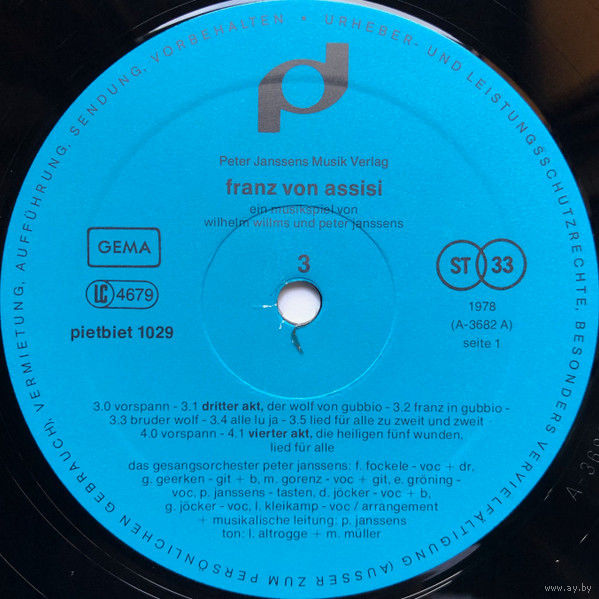 URHEBER- UND LEISTUNGSSCHUTZRECHTE, BESONDERS VERVIELFÄLTIGUNG (AUSSER ZUM PERSÖNLICHEN GEBRAUCH), VERMIETUNG, AUFFÜHRUNG, SENDUNG, VORBEHALTEN
Peter Janssens Musik Verlag
franz von assisi
ein musikspiel von
wilhelm willms und peter janssens
GEMA
3
ST 33
LC 4679
1978
pietbiet 1029
(A-3682 A)
seite 1
3.0 vorspann - 3.1 dritter akt, der wolf von gubbio - 3.2 franz in gubbio -
3.3 bruder wolf - 3.4 alle lu ja - 3.5 lied für alle zu zweit und zweit -
4.0 vorspann - 4.1 vierter akt, die heiligen fünf wunden,
lied für alle
das gesangsorchester peter janssens: f. fockele - voc + dr,
g. geerken - git + b, m. gorenz - voc + git, e. gröning -
voc, p. janssens - tasten, d. jöcker - voc + b,
g. jöcker - voc, l. kleikamp - voc / arrangement
+ musikalische leitung: p. janssens
ton: l. altrogge + m. müller
www.ay.by